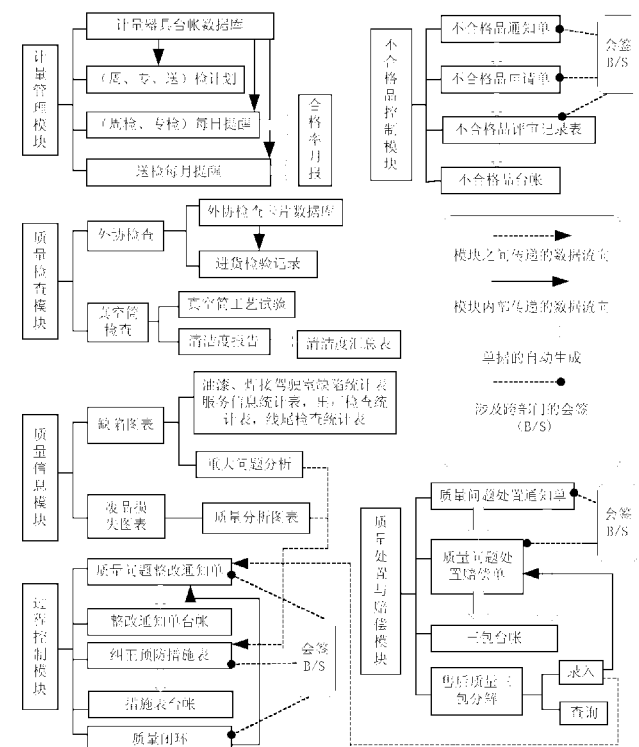 计量管理模块
计量器具台帐数据库
(周、专、送)检计划
(周检、专检)每日提醒
送检每月提醒
合格率月报
不合格品控制模块
不合格品通知单
不合格品申请单
不合格品评审记录表
不合格品台帐
会签
B/S
质量检查模块
外协检查
外协检查卡片数据库
进货检验记录
真空筒
检查
真空筒工艺试验
清洁度报告
清洁度汇总表
模块之间传递的数据流向
模块内部传递的数据流向
单据的自动生成
涉及跨部门的会签
(B/S)
质量信息模块
缺陷图表
油漆、焊接驾驶室缺陷统计表
服务信息统计表,出厂检查统
计表,线尾检查统计表
重大问题分析
废品损
失图表
质量分析图表
过程控制模块
质量问题整改通知单
整改通知单台帐
纠正预防措施表
措施表台帐
质量闭环
会签
B/S
质量处置与赔偿模块
质量问题处置通知单
质量问题处
置赔偿单
三包台帐
售后质量三
包分解
录入
查询
会签
B/S